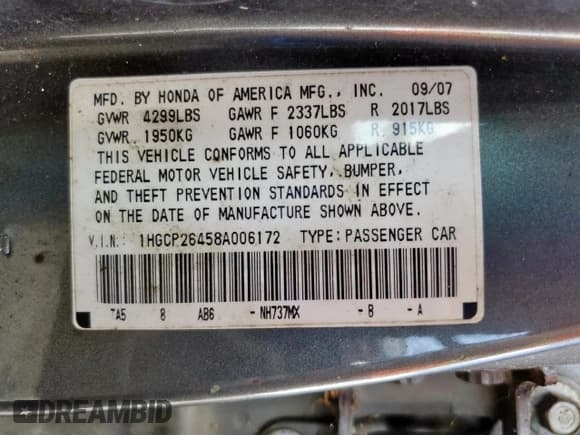 MFD. BY HONDA OF AMERICA MFG., INC. 09/07
GVWR 4299LBS GAWR F 2337LBS R 2017LBS
GVWR 1950KG GAWR F 1060KG R 915KG
THIS VEHICLE CONFORMS TO ALL APPLICABLE
FEDERAL MOTOR VEHICLE SAFETY, BUMPER,
AND THEFT PREVENTION STANDARDS IN EFFECT
ON THE DATE OF MANUFACTURE SHOWN ABOVE.
V.I.N.: 1HGCP26458A006172 TYPE: PASSENGER CAR
TA5 8 AB6 - NH737MX - B - A
DREAMBID